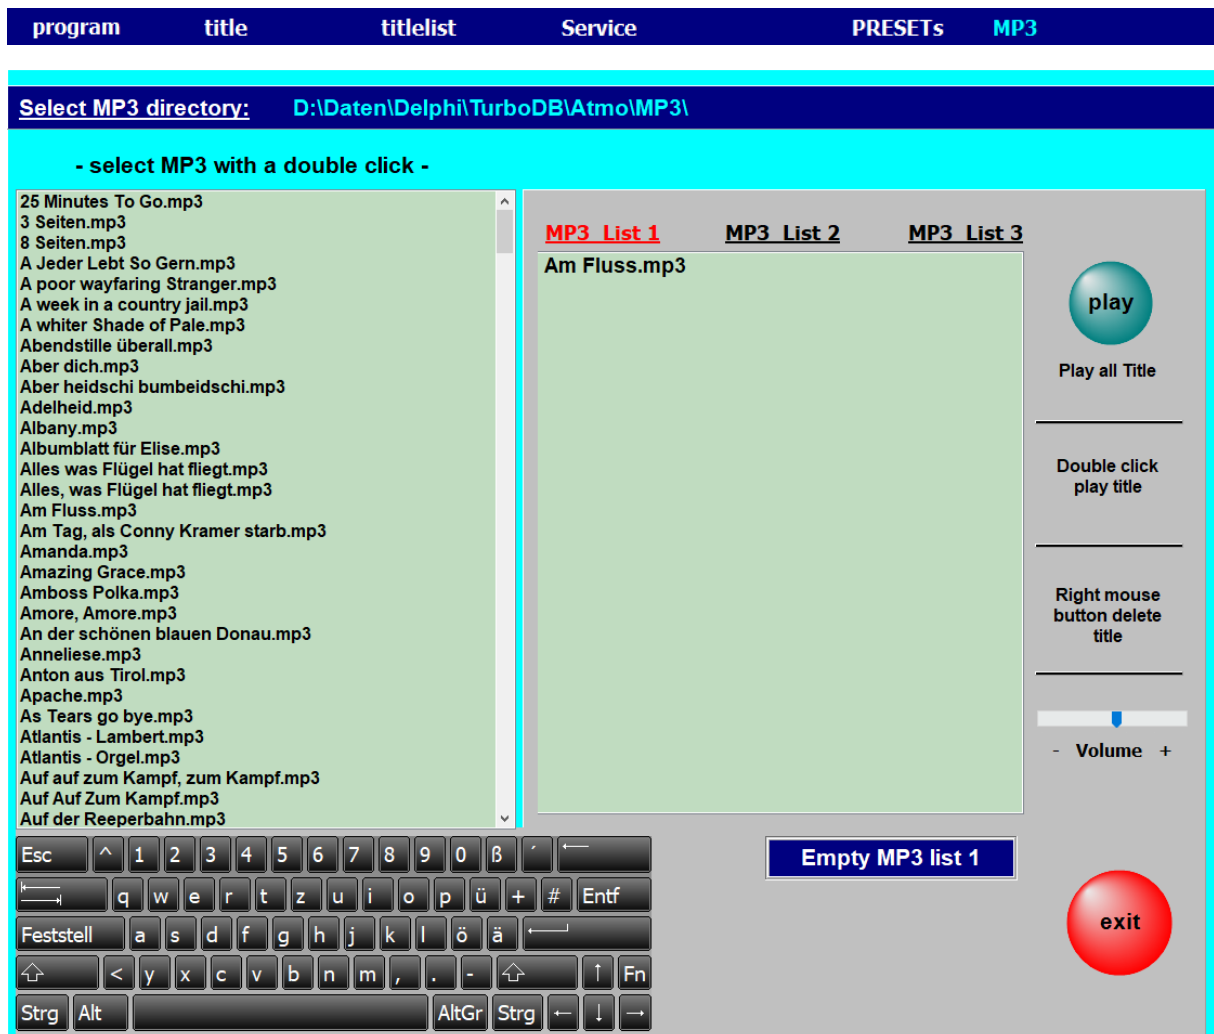 program title titlelist Service PRESETs MP3
Select MP3 directory: D:\Daten\Delphi\TurboDB\Atmo\MP3\
- select MP3 with a double click -
25 Minutes To Go.mp3
3 Seiten.mp3
8 Seiten.mp3
A Jeder Lebt So Gern.mp3
A poor wayfaring Stranger.mp3
A week in a country jail.mp3
A whiter Shade of Pale.mp3
Abendstille überall.mp3
Aber dich.mp3
Aber heidschi bumbeidschi.mp3
Adelheid.mp3
Albany.mp3
Albumblatt für Elise.mp3
Alles was Flügel hat fliegt.mp3
Alles, was Flügel hat fliegt.mp3
Am Fluss.mp3
Am Tag, als Conny Kramer starb.mp3
Amanda.mp3
Amazing Grace.mp3
Amboss Polka.mp3
Amore, Amore.mp3
An der schönen blauen Donau.mp3
Anneliese.mp3
Anton aus Tirol.mp3
Apache.mp3
As Tears go bye.mp3
Atlantis - Lambert.mp3
Atlantis - Orgel.mp3
Auf auf zum Kampf, zum Kampf.mp3
Auf Auf Zum Kampf.mp3
Auf der Reeperbahn.mp3
MP3 List 1 MP3 List 2 MP3 List 3
Am Fluss.mp3
play
Play all Title
Double click
play title
Right mouse
button delete
title
- Volume +
Empty MP3 list 1
exit
Esc ^ 1 2 3 4 5 6 7 8 9 0 ß ´ ←
q w e r t z u i o p ü + # Entf
Feststell a s d f g h j k l ö ä
< y x c v b n m , . - ↑ Fn
Strg Alt AltGr Strg ← ↓ →